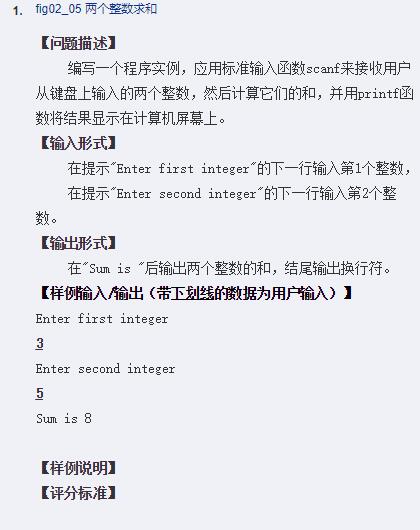 1. fig02_05 两个整数求和
【问题描述】
编写一个程序实例，应用标准输入函数scanf来接收用户
从键盘上输入的两个整数，然后计算它们的和，并用printf函
数将结果显示在计算机屏幕上。
【输入形式】
在提示"Enter first integer"的下一行输入第1个整数，
在提示"Enter second integer"的下一行输入第2个整
数。
【输出形式】
在"Sum is "后输出两个整数的和，结尾输出换行符。
【样例输入/输出（带下划线的数据为用户输入）】
Enter first integer
3
Enter second integer
5
Sum is 8
【样例说明】
【评分标准】